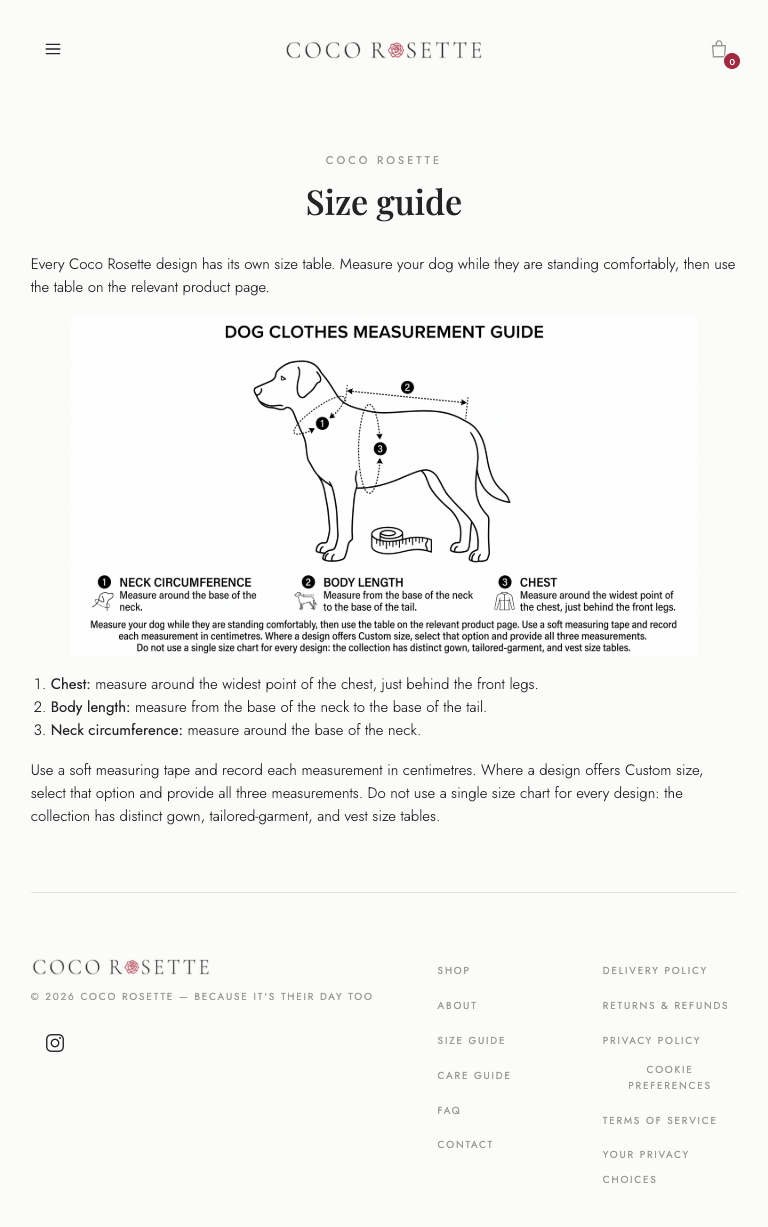 COCO ROSETTE
0
COCO ROSETTE
Size guide
Every Coco Rosette design has its own size table. Measure your dog while they are standing comfortably, then use
the table on the relevant product page.
DOG CLOTHES MEASUREMENT GUIDE
2
1
3
1 NECK CIRCUMFERENCE
Measure around the base of the
neck.
2 BODY LENGTH
Measure from the base of the neck
to the base of the tail.
3 CHEST
Measure around the widest point of
the chest, just behind the front legs.
Measure your dog while they are standing comfortably, then use the table on the relevant product page. Use a soft measuring tape and record
each measurement in centimetres. Where a design offers Custom size, select that option and provide all three measurements.
Do not use a single size chart for every design: the collection has distinct gown, tailored-garment, and vest size tables.
1. Chest: measure around the widest point of the chest, just behind the front legs.
2. Body length: measure from the base of the neck to the base of the tail.
3. Neck circumference: measure around the base of the neck.
Use a soft measuring tape and record each measurement in centimetres. Where a design offers Custom size,
select that option and provide all three measurements. Do not use a single size chart for every design: the
collection has distinct gown, tailored-garment, and vest size tables.
COCO ROSETTE
© 2026 COCO ROSETTE — BECAUSE IT'S THEIR DAY TOO
SHOP
ABOUT
SIZE GUIDE
CARE GUIDE
FAQ
CONTACT
DELIVERY POLICY
RETURNS & REFUNDS
PRIVACY POLICY
COOKIE
PREFERENCES
TERMS OF SERVICE
YOUR PRIVACY
CHOICES